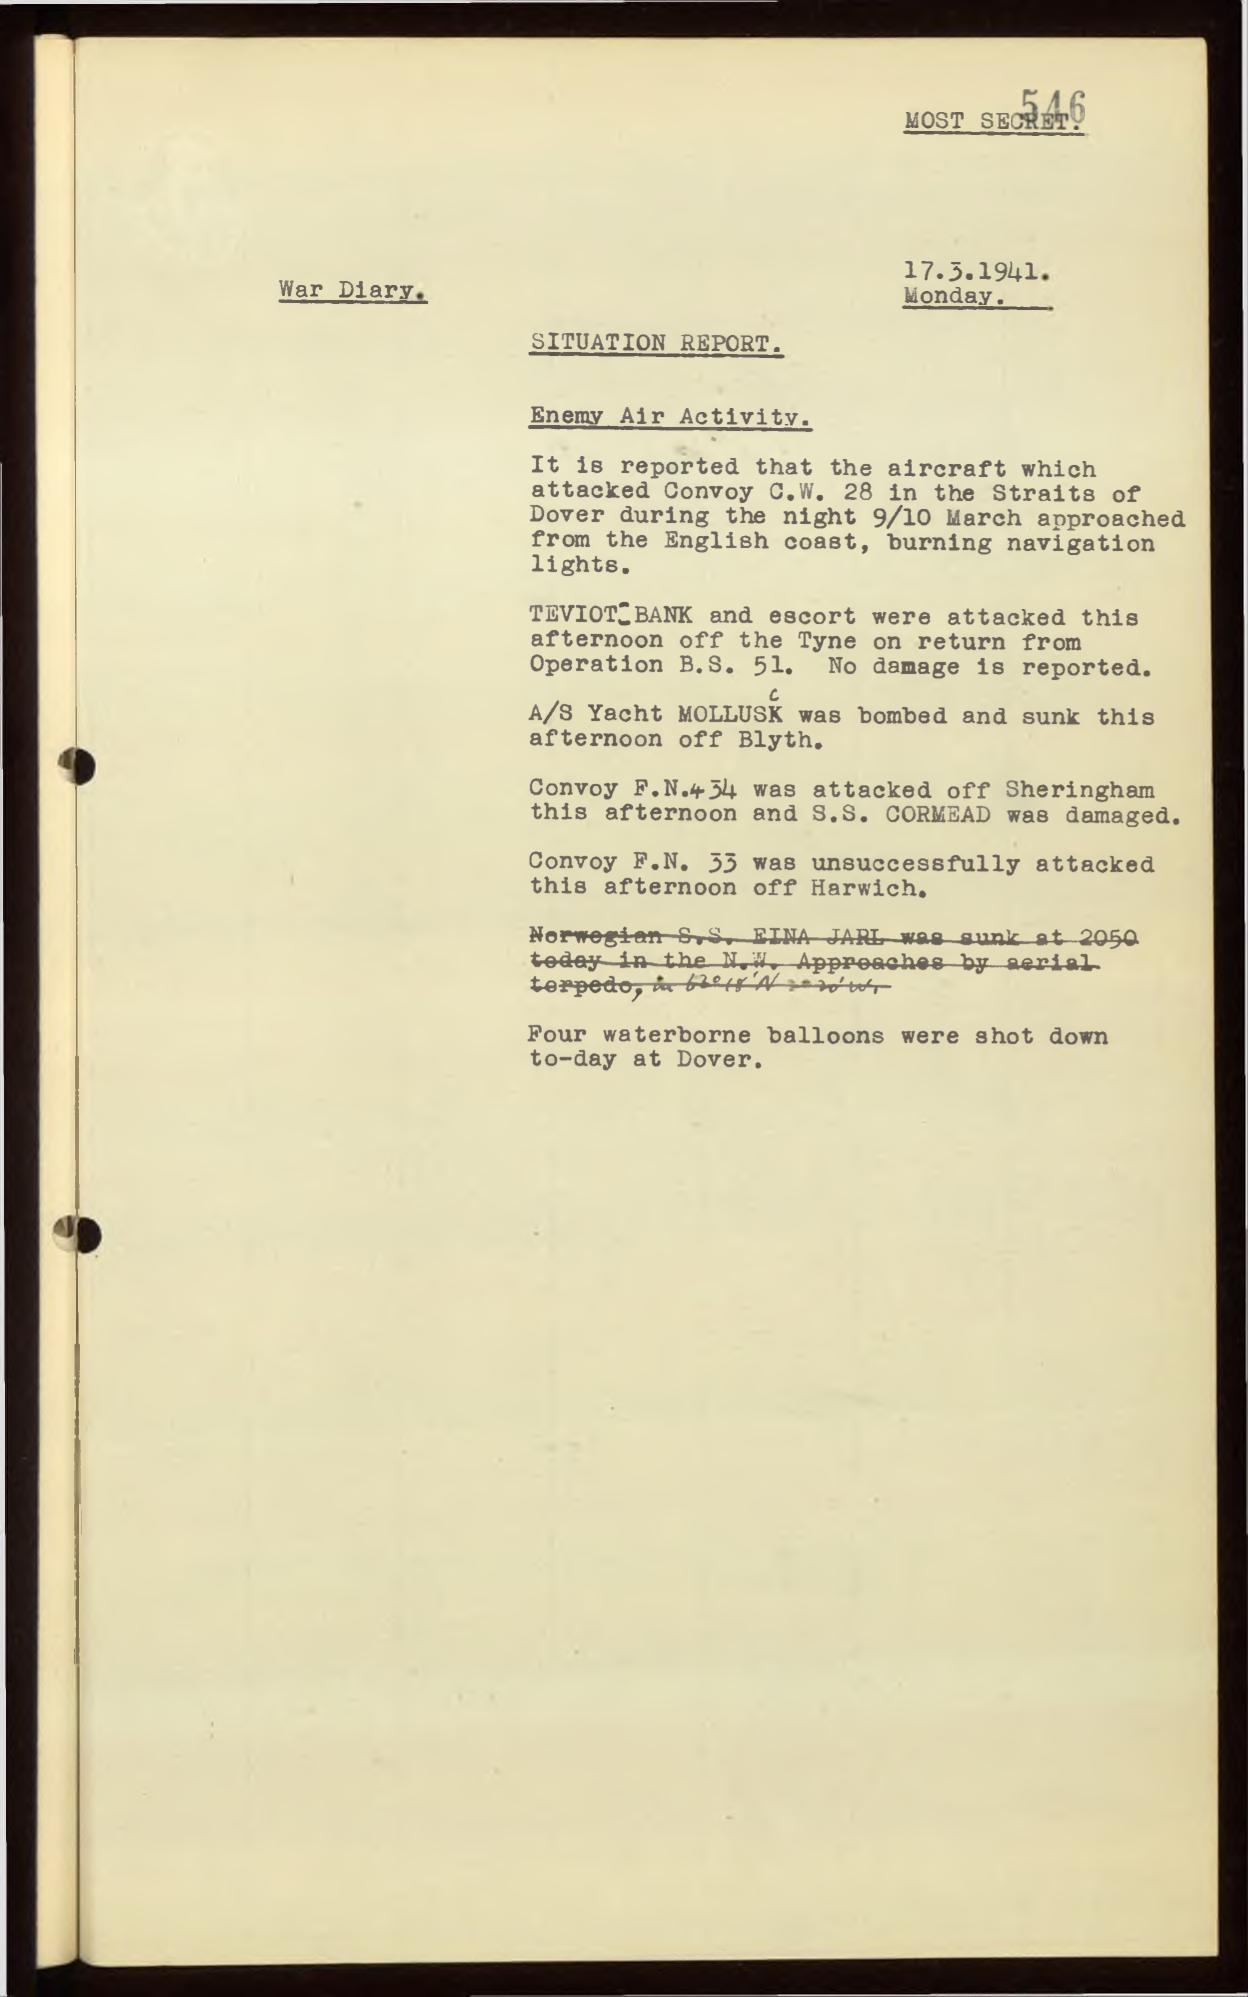 546
MOST SECRET.
17.3.1941.
War Diary.
Monday.
SITUATION REPORT.
Enemy Air Activity.
It is reported that the aircraft which
attacked Convoy C.W. 28 in the Straits of
Dover during the night 9/10 March approached
from the English coast, burning navigation
lights.
TEVIOT BANK and escort were attacked this
afternoon off the Tyne on return from
Operation B.S. 51. No damage is reported.
c
A/S Yacht MOLLUSK was bombed and sunk this
afternoon off Blyth.
Convoy F.N.434 was attacked off Sheringham
this afternoon and S.S. CORMEAD was damaged.
Convoy F.N. 33 was unsuccessfully attacked
this afternoon off Harwich.
Norwegian S.S. EINA JARL was sunk at 2050
today in the N.W. Approaches by aerial
torpedo, in
Four waterborne balloons were shot down
to-day at Dover.